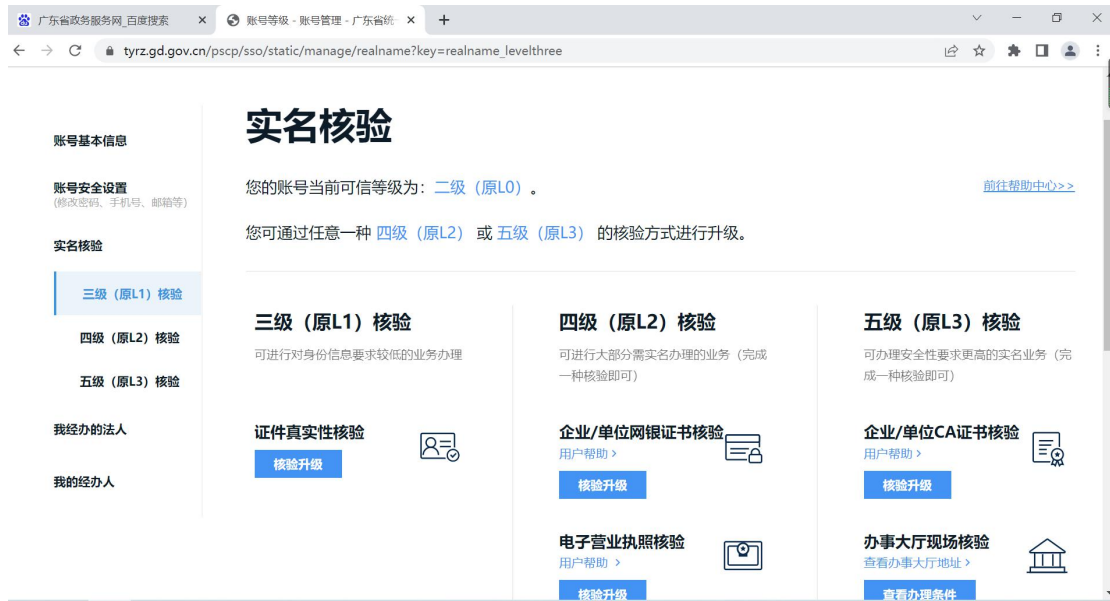 广东省政务服务网_百度搜索
账号等级 - 账号管理 - 广东省统一
tyrz.gd.gov.cn/pscp/sso/static/manage/realname?key=realname_levelthree
实名核验
账号基本信息
账号安全设置
(修改密码、手机号、邮箱等)
您的账号当前可信等级为：二级（原L0）。
前往帮助中心>>
您可通过任意一种 四级（原L2） 或 五级（原L3） 的核验方式进行升级。
实名核验
三级（原L1）核验
四级（原L2）核验
五级（原L3）核验
我经办的法人
我的经办人
三级（原L1）核验
可进行对身份信息要求较低的业务办理
证件真实性核验
核验升级
四级（原L2）核验
可进行大部分需实名办理的业务（完成
一种核验即可）
企业/单位网银证书核验
用户帮助 >
核验升级
电子营业执照核验
用户帮助 >
核验升级
五级（原L3）核验
可办理安全性要求更高的实名业务（完
成一种核验即可）
企业/单位CA证书核验
用户帮助 >
核验升级
办事大厅现场核验
查看办事大厅地址 >
查看办理条件